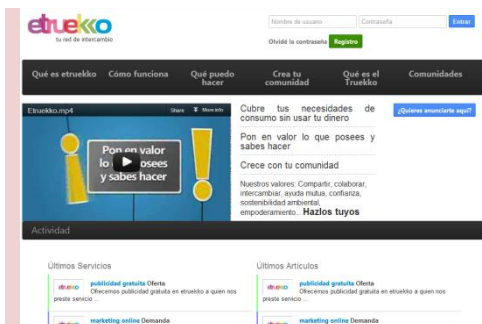 etruekko
tu red de intercambio
Nombre de usuario
Contraseña
Entrar
Olvidé la contraseña
Registro
Qué es etruekko
Cómo funciona
Qué puedo
hacer
Crea tu
comunidad
Qué es el
Truekko
Comunidades
Etruekko.mp4
Share
More info
Pon en valor
lo posees
y sabes hacer
Cubre tus necesidades de
consumo sin usar tu dinero
Pon en valor lo que posees y
sabes hacer
Crece con tu comunidad
Nuestros valores: Compartir, colaborar,
intercambiar, ayuda mutua, confianza,
sostenibilidad ambiental,
empoderamiento... Hazlos tuyos
¿Quieres anunciarte aquí?
Actividad
Últimos Servicios
etruekko
publicidad gratuita Oferta
Ofrecemos publicidad gratuita en etruekko a quien nos
preste servicio ...
marketing online Demanda
Últimos Artículos
etruekko
publicidad gratuita Oferta
Ofrecemos publicidad gratuita en etruekko a quien nos
preste servicio ...
marketing online Demanda